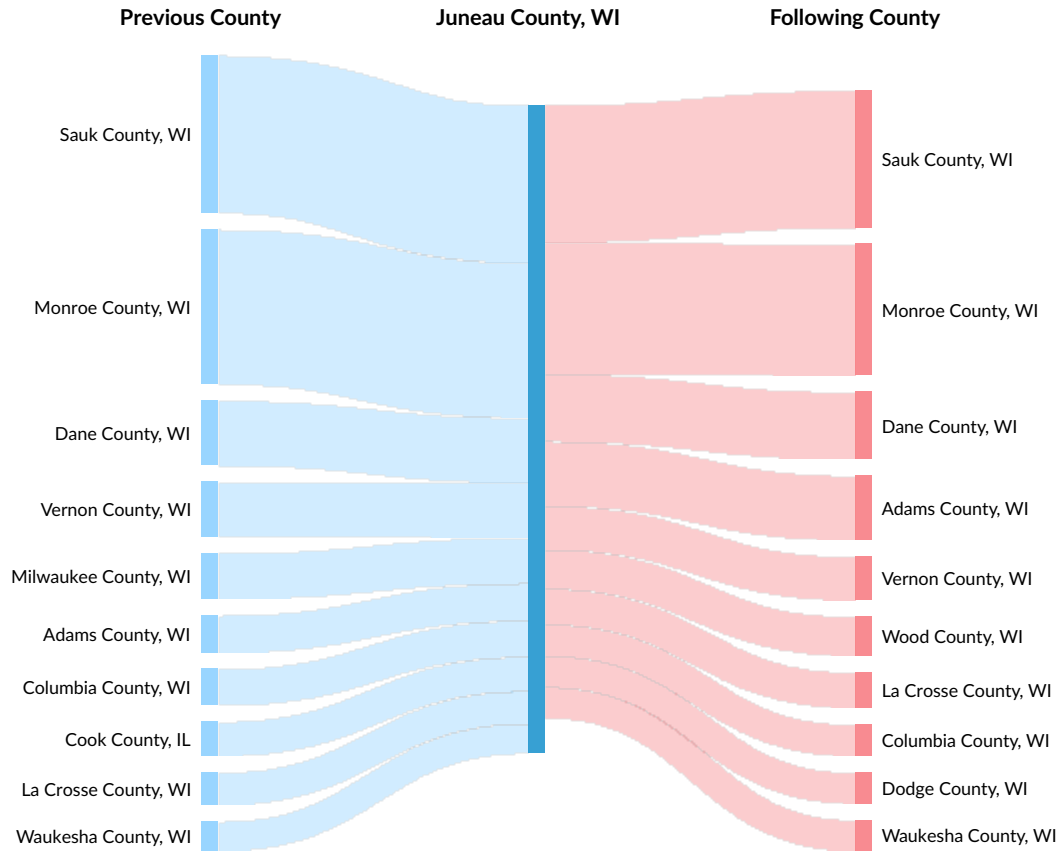 Previous County
Juneau County, WI
Following County
Sauk County, WI
Monroe County, WI
Dane County, WI
Vernon County, WI
Milwaukee County, WI
Adams County, WI
Columbia County, WI
Cook County, IL
La Crosse County, WI
Waukesha County, WI
Sauk County, WI
Monroe County, WI
Dane County, WI
Adams County, WI
Vernon County, WI
Wood County, WI
La Crosse County, WI
Columbia County, WI
Dodge County, WI
Waukesha County, WI